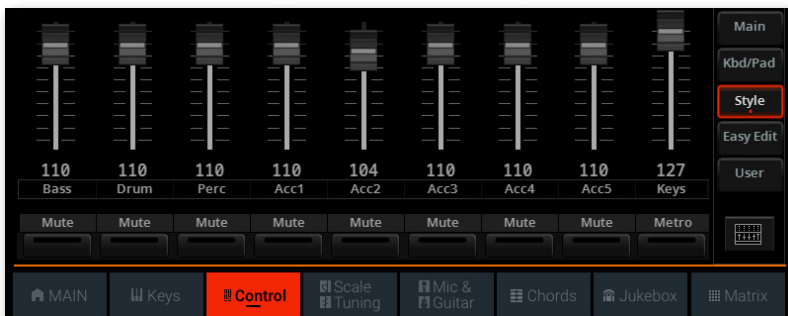 Main
Kbd/Pad
Style
Easy Edit
User
110 110 110 110 104 110 110 110 127
Bass Drum Perc Acc1 Acc2 Acc3 Acc4 Acc5 Keys
Mute Mute Mute Mute Mute Mute Mute Mute Metro
MAIN Keys Control Scale Tuning Mic & Guitar Chords Jukebox Matrix